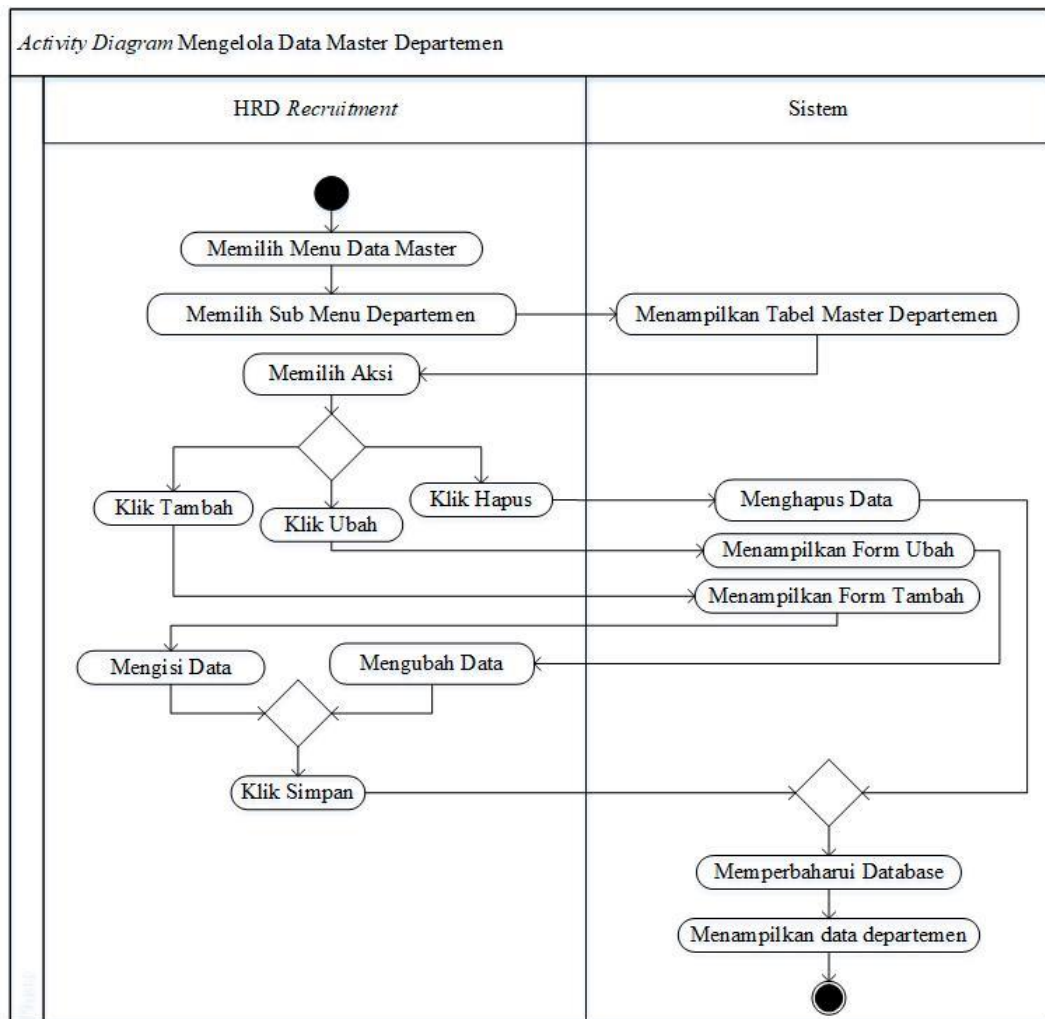 Activity Diagram Mengelola Data Master Departemen
HRD Recruitment
Sistem
Memilih Menu Data Master
Memilih Sub Menu Departemen
Menampilkan Tabel Master Departemen
Memilih Aksi
Klik Tambah
Klik Ubah
Klik Hapus
Menghapus Data
Menampilkan Form Ubah
Menampilkan Form Tambah
Mengisi Data
Mengubah Data
Klik Simpan
Memperbaharui Database
Menampilkan data departemen